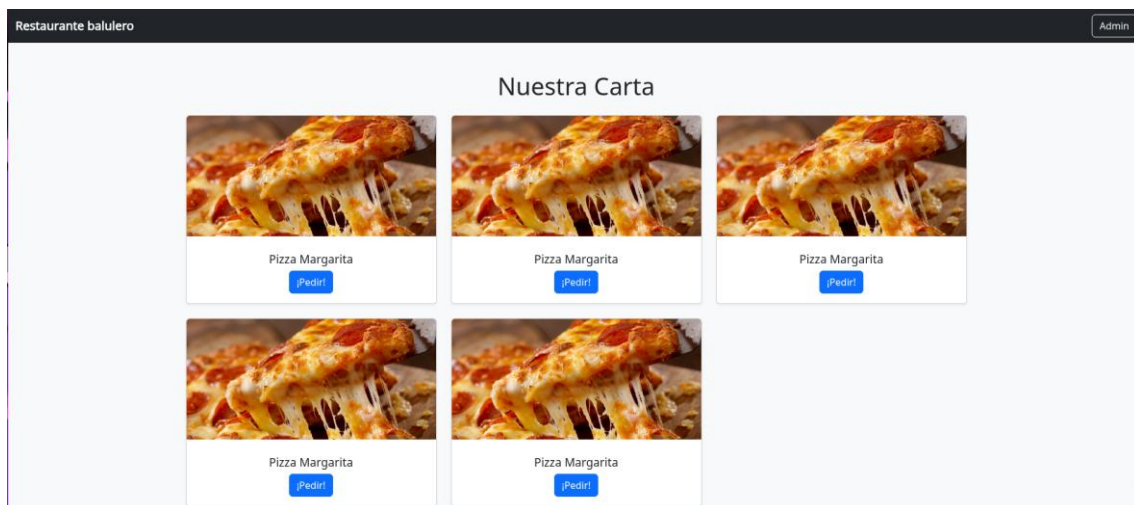 Restaurante balulero
Admin
Nuestra Carta
Pizza Margarita
Pizza Margarita
Pizza Margarita
¡Pedir!
¡Pedir!
¡Pedir!
Pizza Margarita
Pizza Margarita
¡Pedir!
¡Pedir!